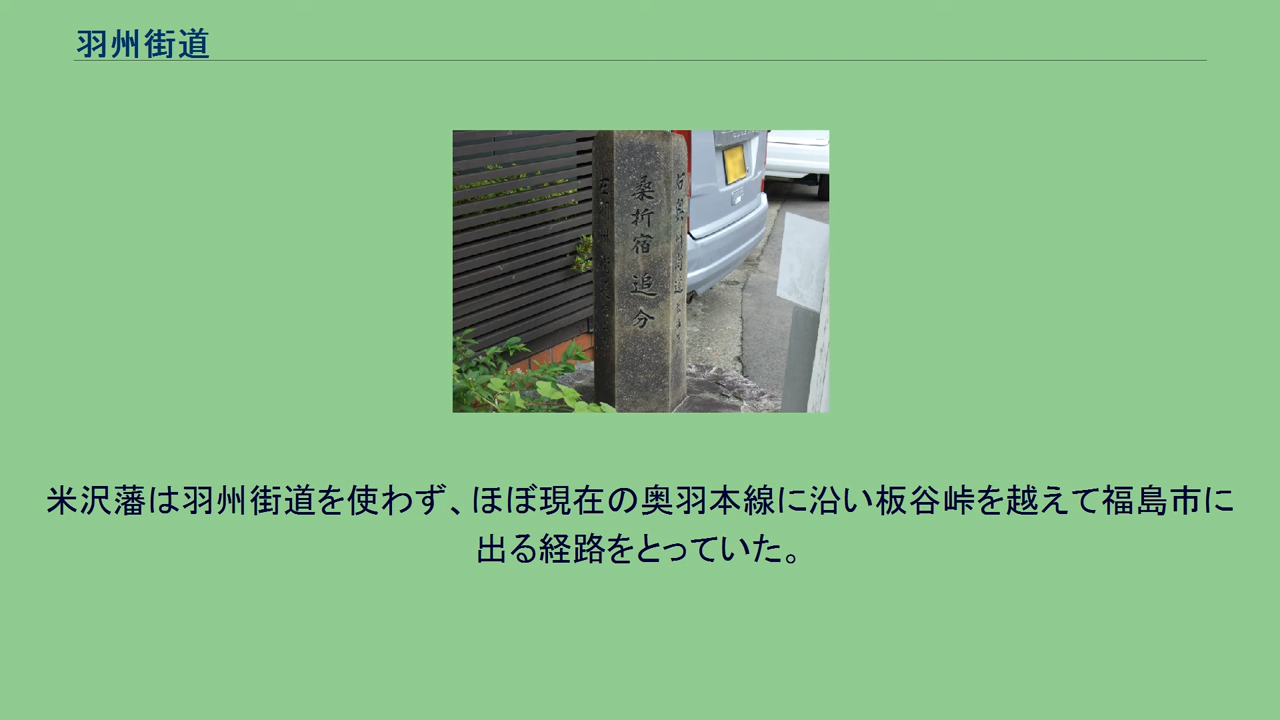 羽州街道
桑折宿 追分
米沢藩は羽州街道を使わず、ほぼ現在の奥羽本線に沿い板谷峠を越えて福島市に
出る経路をとっていた。